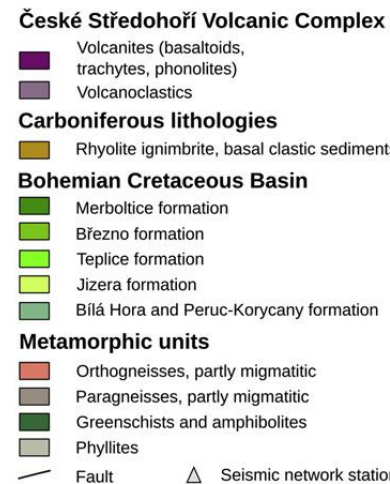 České Středohoří Volcanic Complex
Volcanites (basaltoids,
trachytes, phonolites)
Volcanoclastics
Carboniferous lithologies
Rhyolite ignimbrite, basal clastic sediments
Bohemian Cretaceous Basin
Merboltice formation
Březno formation
Teplice formation
Jizera formation
Bílá Hora and Peruc-Korycany formation
Metamorphic units
Orthogneisses, partly migmatitic
Paragneisses, partly migmatitic
Greenschists and amphibolites
Phyllites
Fault Seismic network station